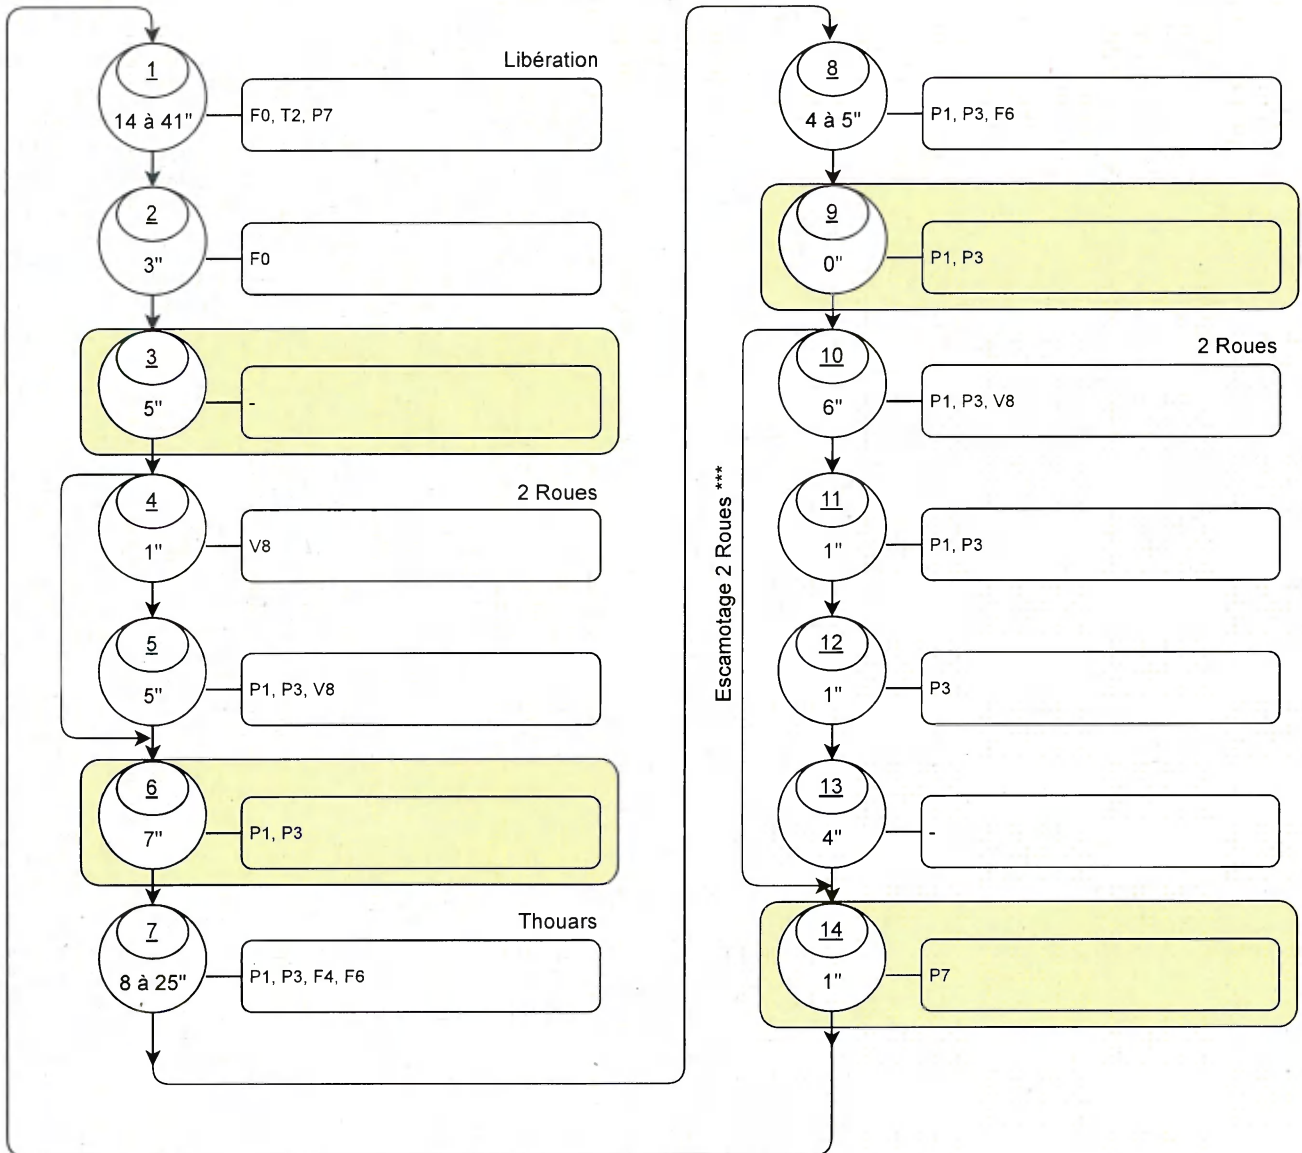 Libération
1
14 à 41"
F0, T2, P7
2
3"
F0
3
5"
-
2 Roues
4
1"
V8
5
5"
P1, P3, V8
6
7"
P1, P3
Thouars
7
8 à 25"
P1, P3, F4, F6
8
4 à 5"
P1, P3, F6
9
0"
P1, P3
2 Roues
10
6"
P1, P3, V8
Escamotage 2 Roues ***
11
1"
P1, P3
12
1"
P3
13
4"
-
14
1"
P7